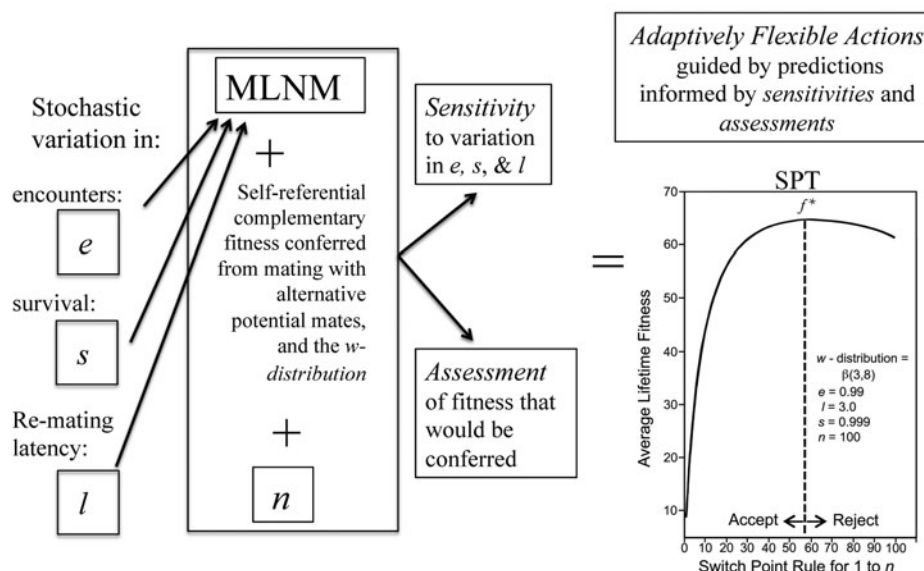 Stochastic
variation in:
encounters:
e
survival:
s
Re-mating
latency:
l
MLNM
+
Self-referential
complementary
fitness conferred
from mating with
alternative
potential mates,
and the w-
distribution
+
n
Sensitivity
to variation
in e, s, & l
Assessment
of fitness that
would be
conferred
=
Adaptively Flexible Actions
guided by predictions
informed by sensitivities and
assessments
SPT
f*
Average Lifetime Fitness
70
60
50
40
70
20
10
w - distribution =
β(3,8)
e = 0.99
l = 3.0
s = 0.999
n = 100
Accept Reject
0 10 20 30 40 50 60 70 80 90 100
Switch Point Rule for 1 to n